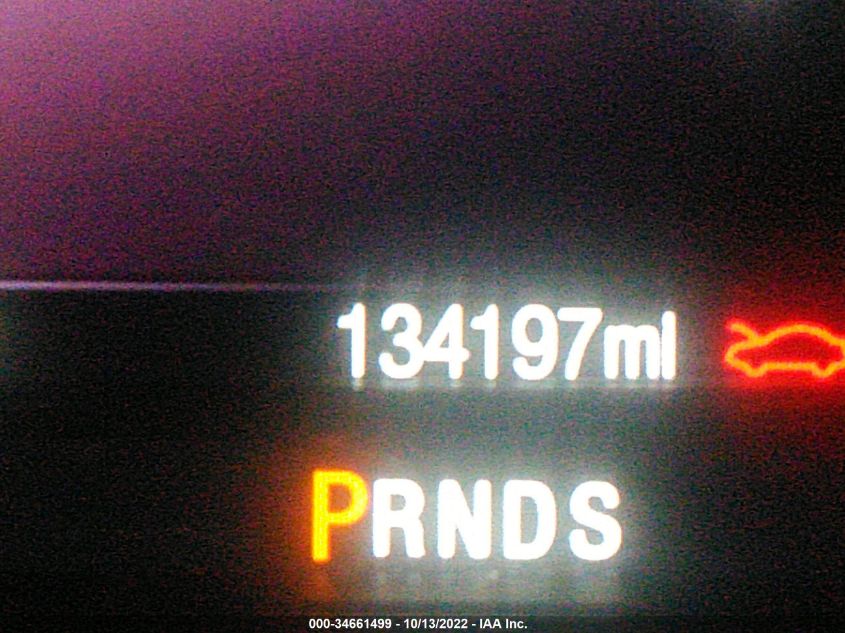 134197mi
PRNDS
000-34661499 - 10/13/2022 - IAA Inc.